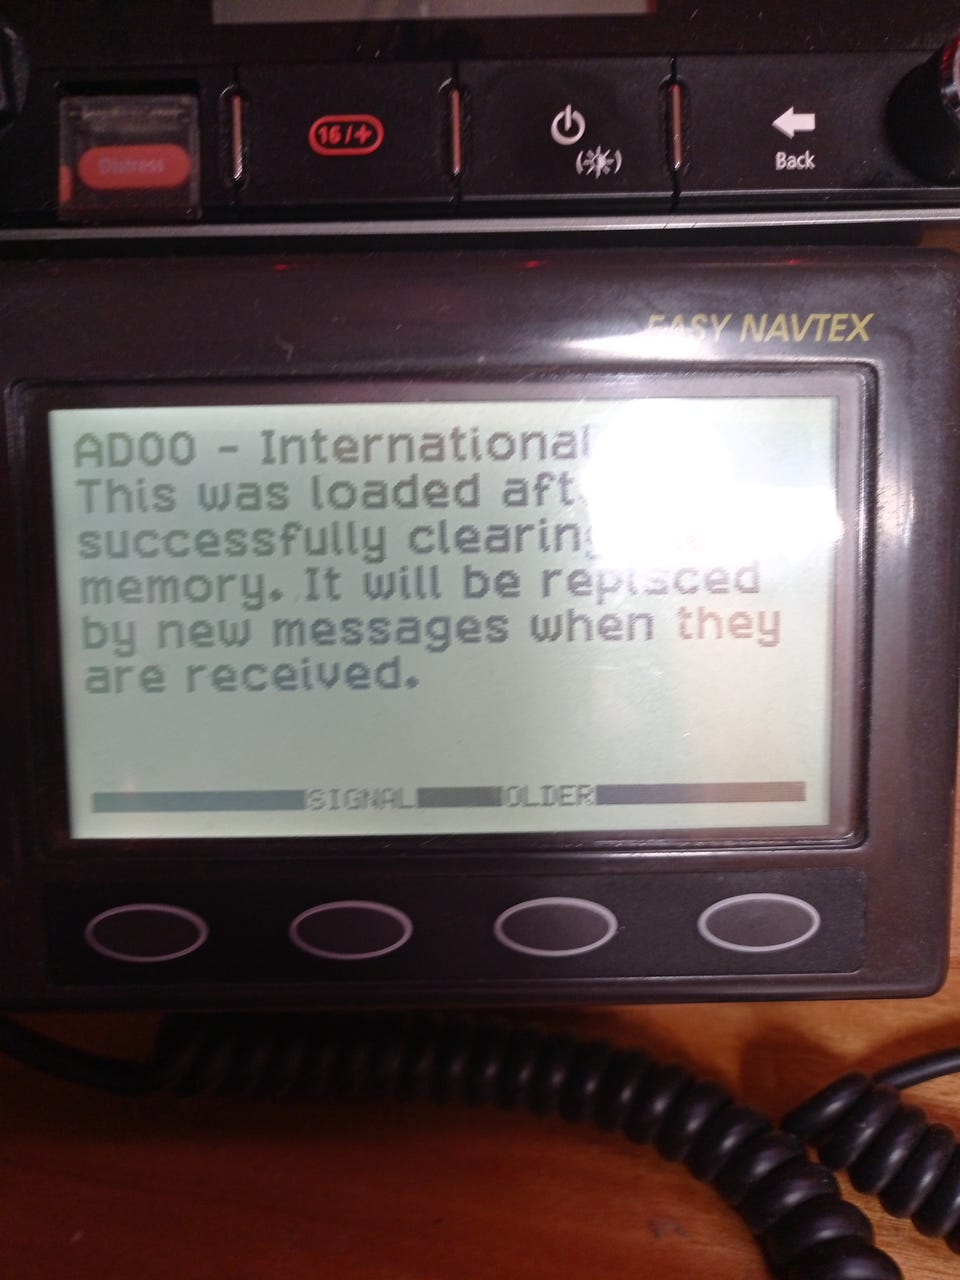 Distress
16/+
Back
EASY NAVTEX
AD00 - International
This was loaded
successfully clearing
memory. It will be replaced
by new messages when they
are received.
SIGNAL OLDER